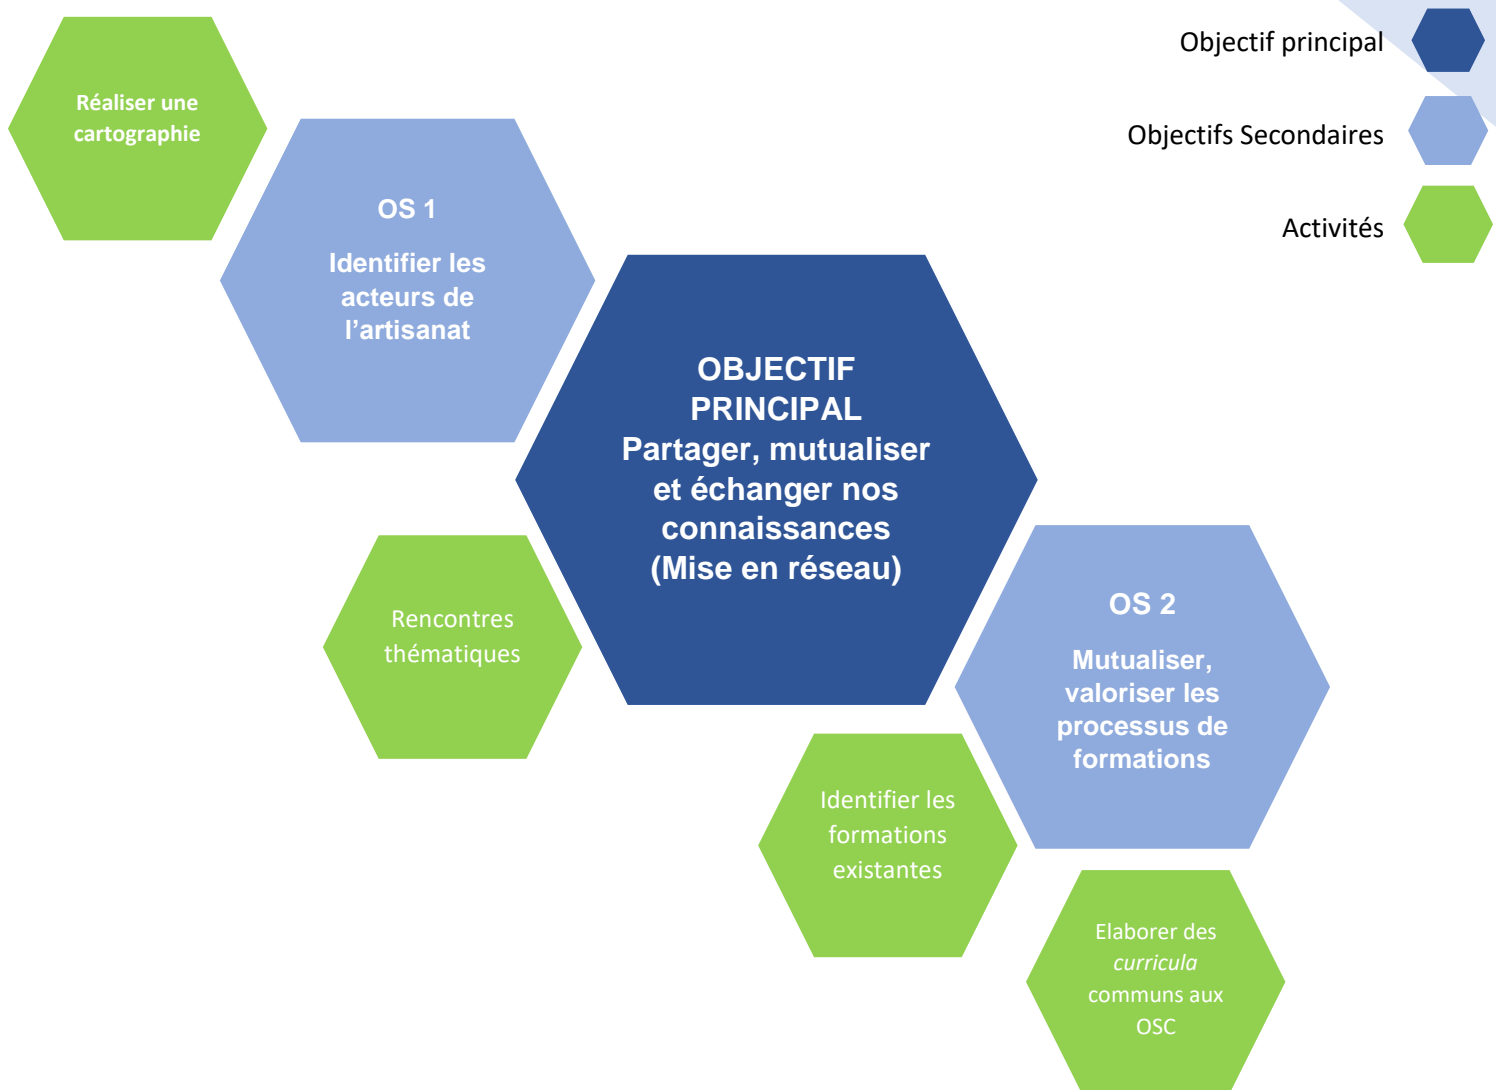 Objectif principal
Objectifs Secondaires
Activités
Réaliser une
cartographie
OS 1
Identifier les
acteurs de
l’artisanat
OBJECTIF
PRINCIPAL
Partager, mutualiser
et échanger nos
connaissances
(Mise en réseau)
Rencontres
thématiques
OS 2
Mutualiser,
valoriser les
processus de
formations
Identifier les
formations
existantes
Elaborer des
curricula
communs aux
OSC